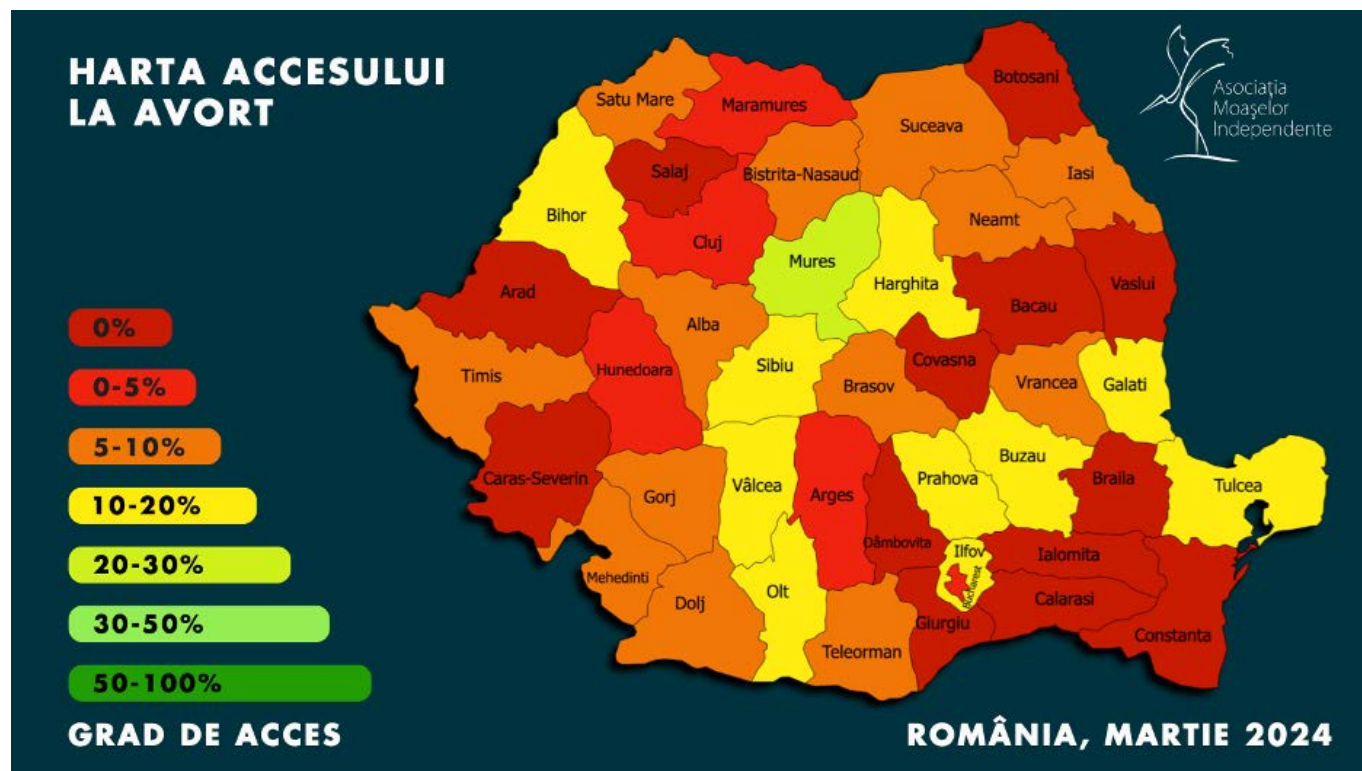 HARTA ACCESULUI
LA AVORT
Asociația
Moașelor
Independente
Botosani
Satu Mare
Maramures
Suceava
Salaj
Bistrita-Nasaud
Iasi
Bihor
Neamt
Cluj
Mures
Harghita
Vaslui
Arad
Bacau
Alba
Sibiu
Covasna
Hunedoara
Timis
Brasov
Vrancea
Galati
Caras-Severin
Gorj
Vâlcea
Arges
Prahova
Buzau
Braila
Tulcea
Dâmbovita
Ilfov
Bucharest
Ialomita
Mehedinti
Dolj
Olt
Calarasi
Giurgiu
Constanta
Teleorman
0%
0-5%
5-10%
10-20%
20-30%
30-50%
50-100%
GRAD DE ACCES
ROMÂNIA, MARTIE 2024